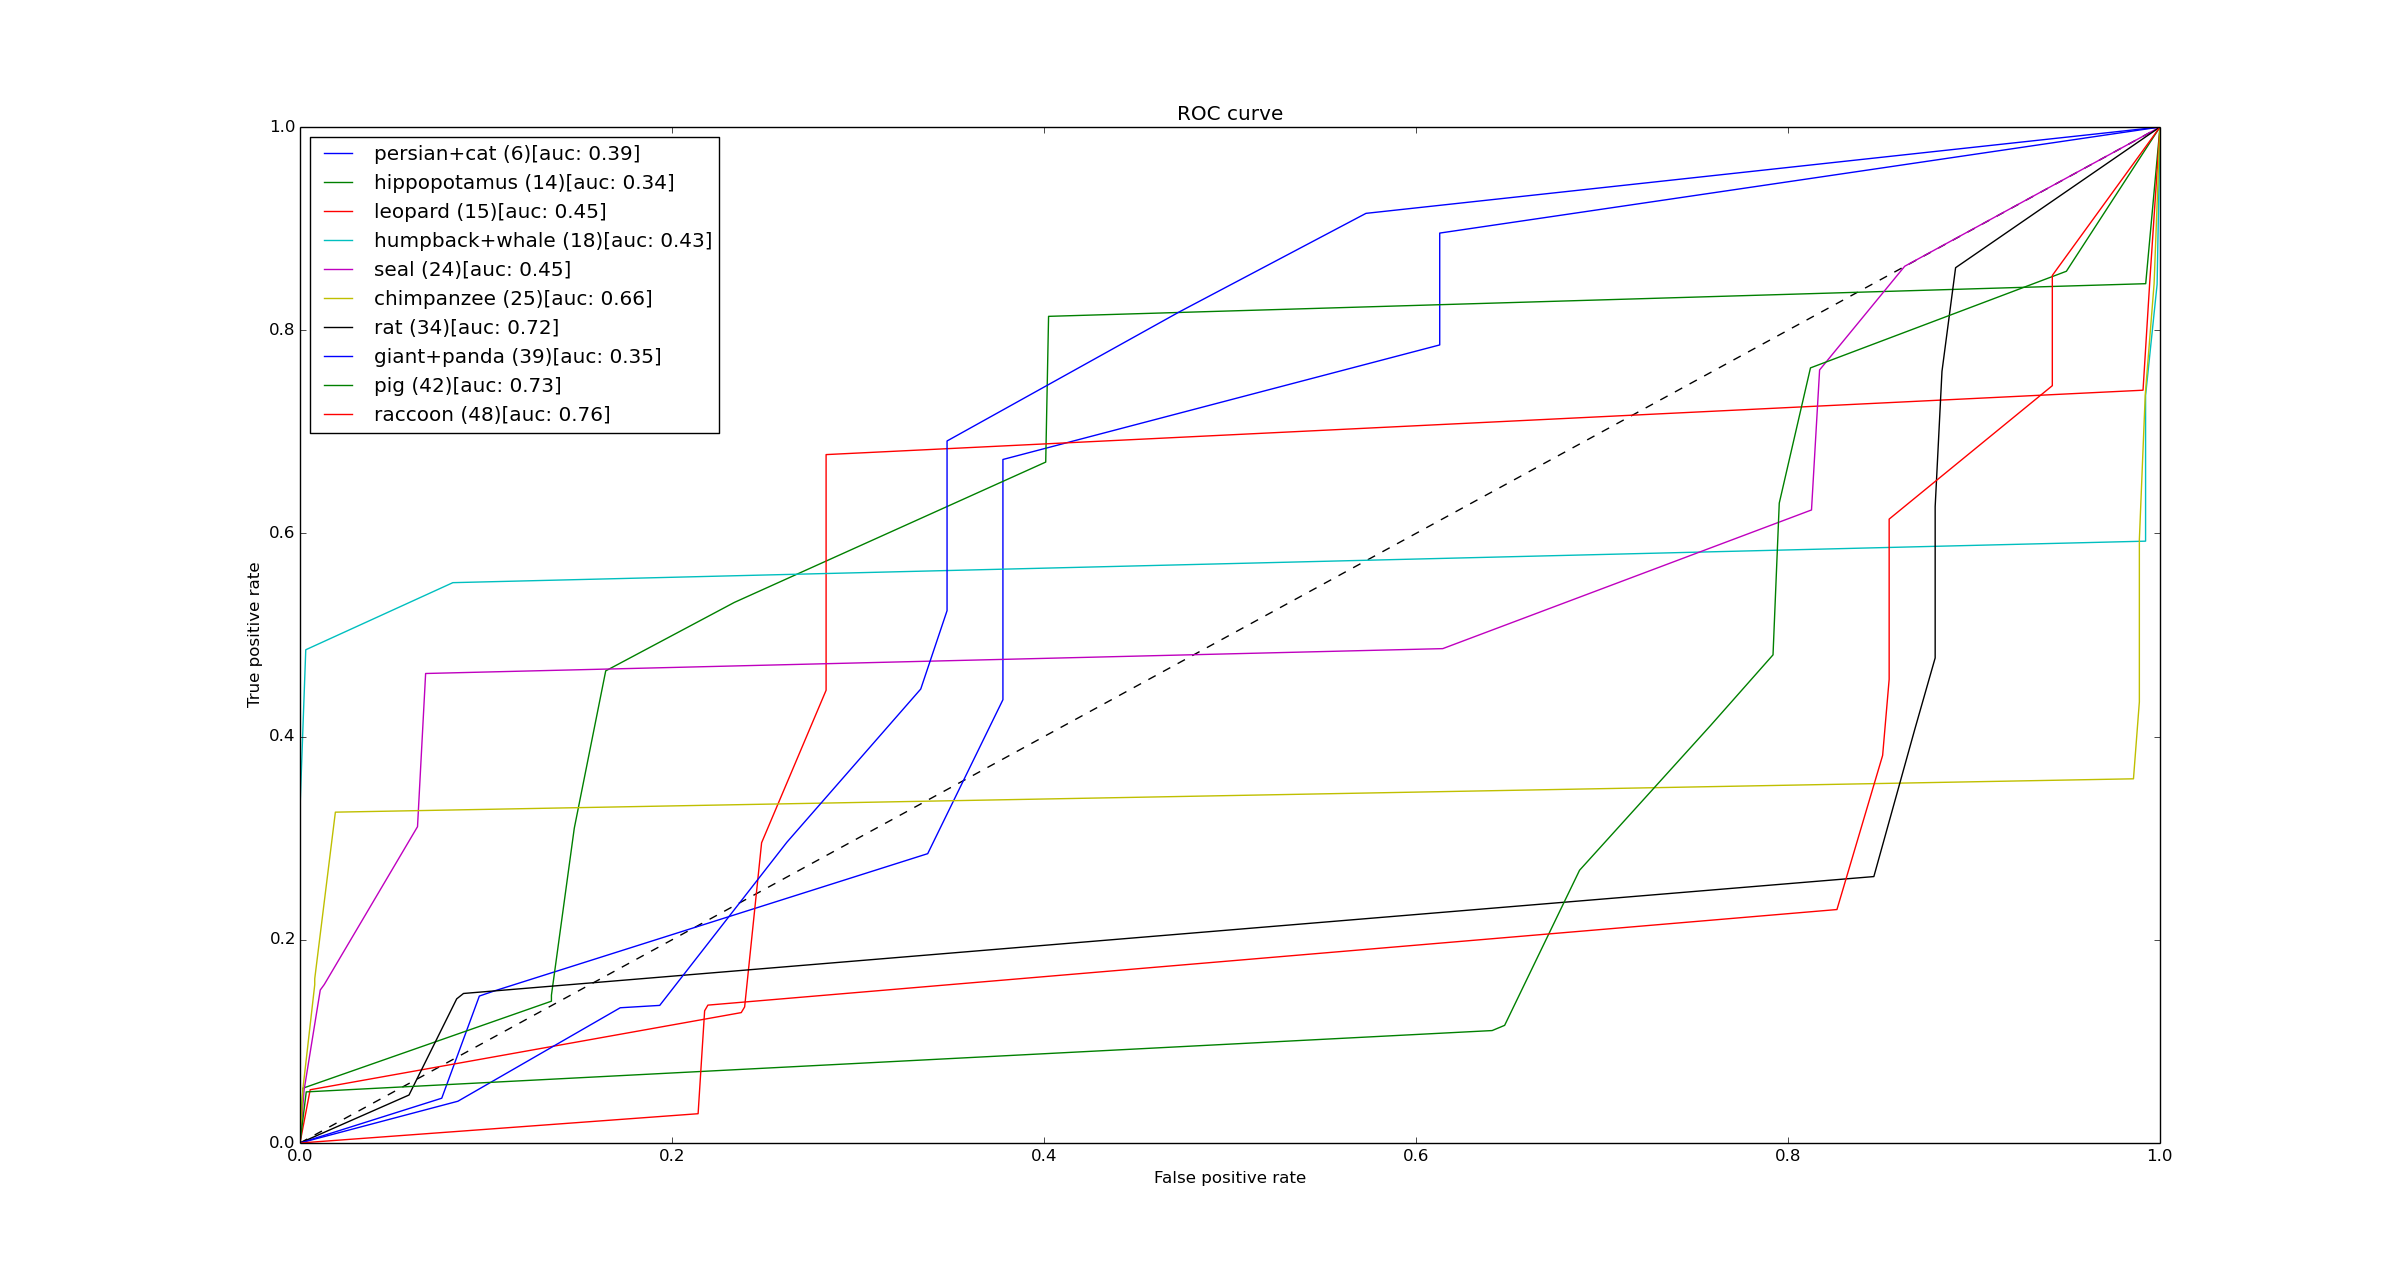 ROC curve
1.0
0.8
0.6
0.4
0.2
0.0
True positive rate
persian+cat (6)[auc: 0.39]
hippopotamus (14)[auc: 0.34]
leopard (15)[auc: 0.45]
humpback+whale (18)[auc: 0.43]
seal (24)[auc: 0.45]
chimpanzee (25)[auc: 0.66]
rat (34)[auc: 0.72]
giant+panda (39)[auc: 0.35]
pig (42)[auc: 0.73]
raccoon (48)[auc: 0.76]
0.0 0.2 0.4 0.6 0.8 1.0
False positive rate